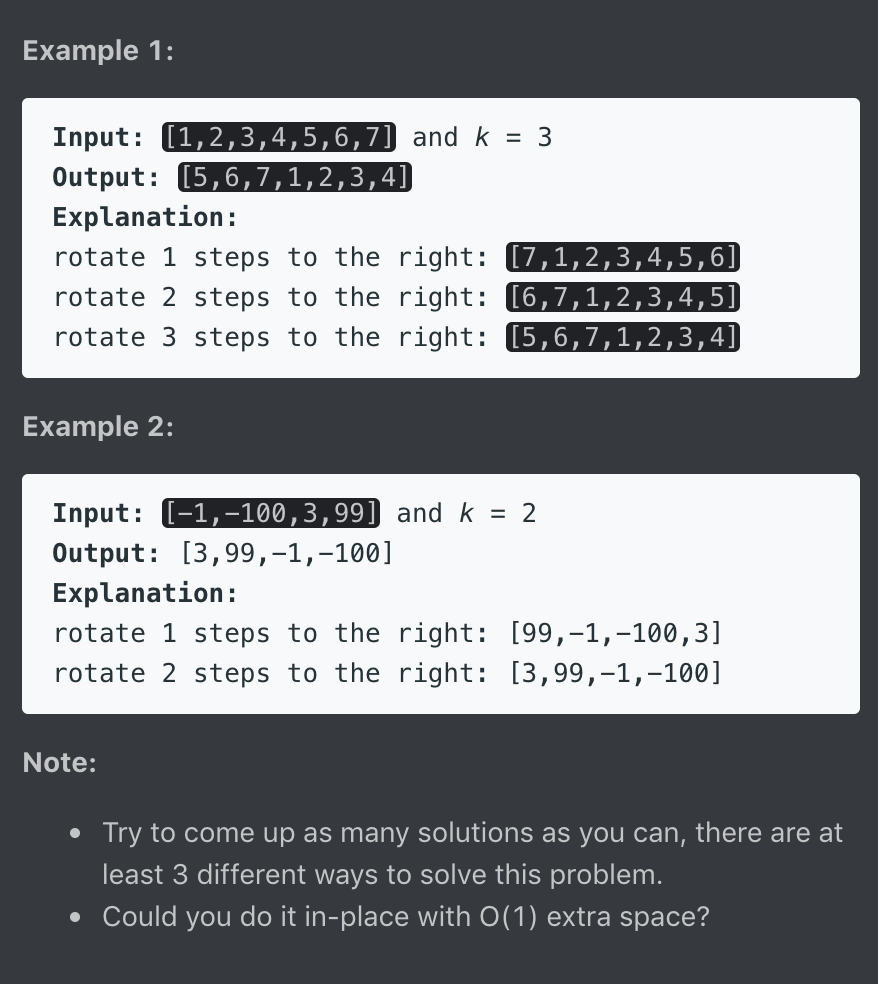 Example 1:
Input: [1,2,3,4,5,6,7] and k = 3
Output: [5,6,7,1,2,3,4]
Explanation:
rotate 1 steps to the right: [7,1,2,3,4,5,6]
rotate 2 steps to the right: [6,7,1,2,3,4,5]
rotate 3 steps to the right: [5,6,7,1,2,3,4]
Example 2:
Input: [−1,−100,3,99] and k = 2
Output: [3,99,−1,−100]
Explanation:
rotate 1 steps to the right: [99,−1,−100,3]
rotate 2 steps to the right: [3,99,−1,−100]
Note:
• Try to come up as many solutions as you can, there are at
least 3 different ways to solve this problem.
• Could you do it in-place with O(1) extra space?